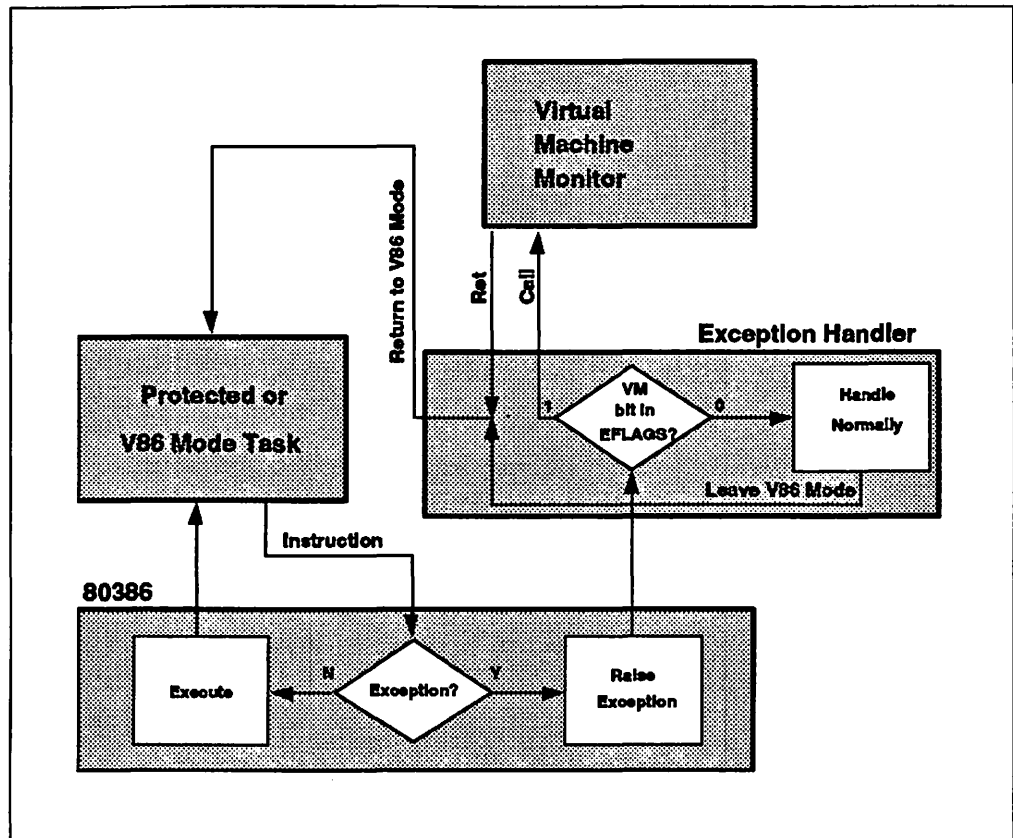 Virtual
Machine
Monitor
Return to V86 Mode
Ret
Call
Exception Handler
Protected or
V86 Mode Task
VM
bit in
EFLAGS?
1
0
Handle
Normally
Leave V86 Mode
Instruction
80386
Execute
N
Exception?
Y
Raise
Exception